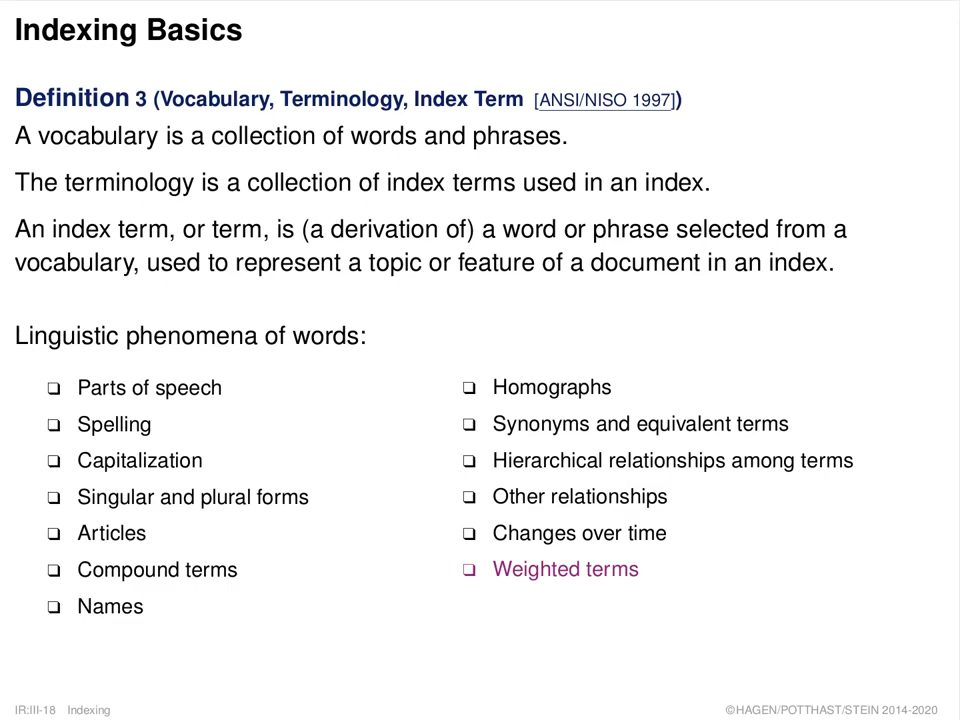 Indexing Basics
Definition 3 (Vocabulary, Terminology, Index Term [ANSI/NISO 1997])
A vocabulary is a collection of words and phrases.
The terminology is a collection of index terms used in an index.
An index term, or term, is (a derivation of) a word or phrase selected from a
vocabulary, used to represent a topic or feature of a document in an index.
Linguistic phenomena of words:
❑ Parts of speech
❑ Spelling
❑ Capitalization
❑ Singular and plural forms
❑ Articles
❑ Compound terms
❑ Names
❑ Homographs
❑ Synonyms and equivalent terms
❑ Hierarchical relationships among terms
❑ Other relationships
❑ Changes over time
❑ Weighted terms
IR:III-18 Indexing
©HAGEN/POTTHAST/STEIN 2014-2020